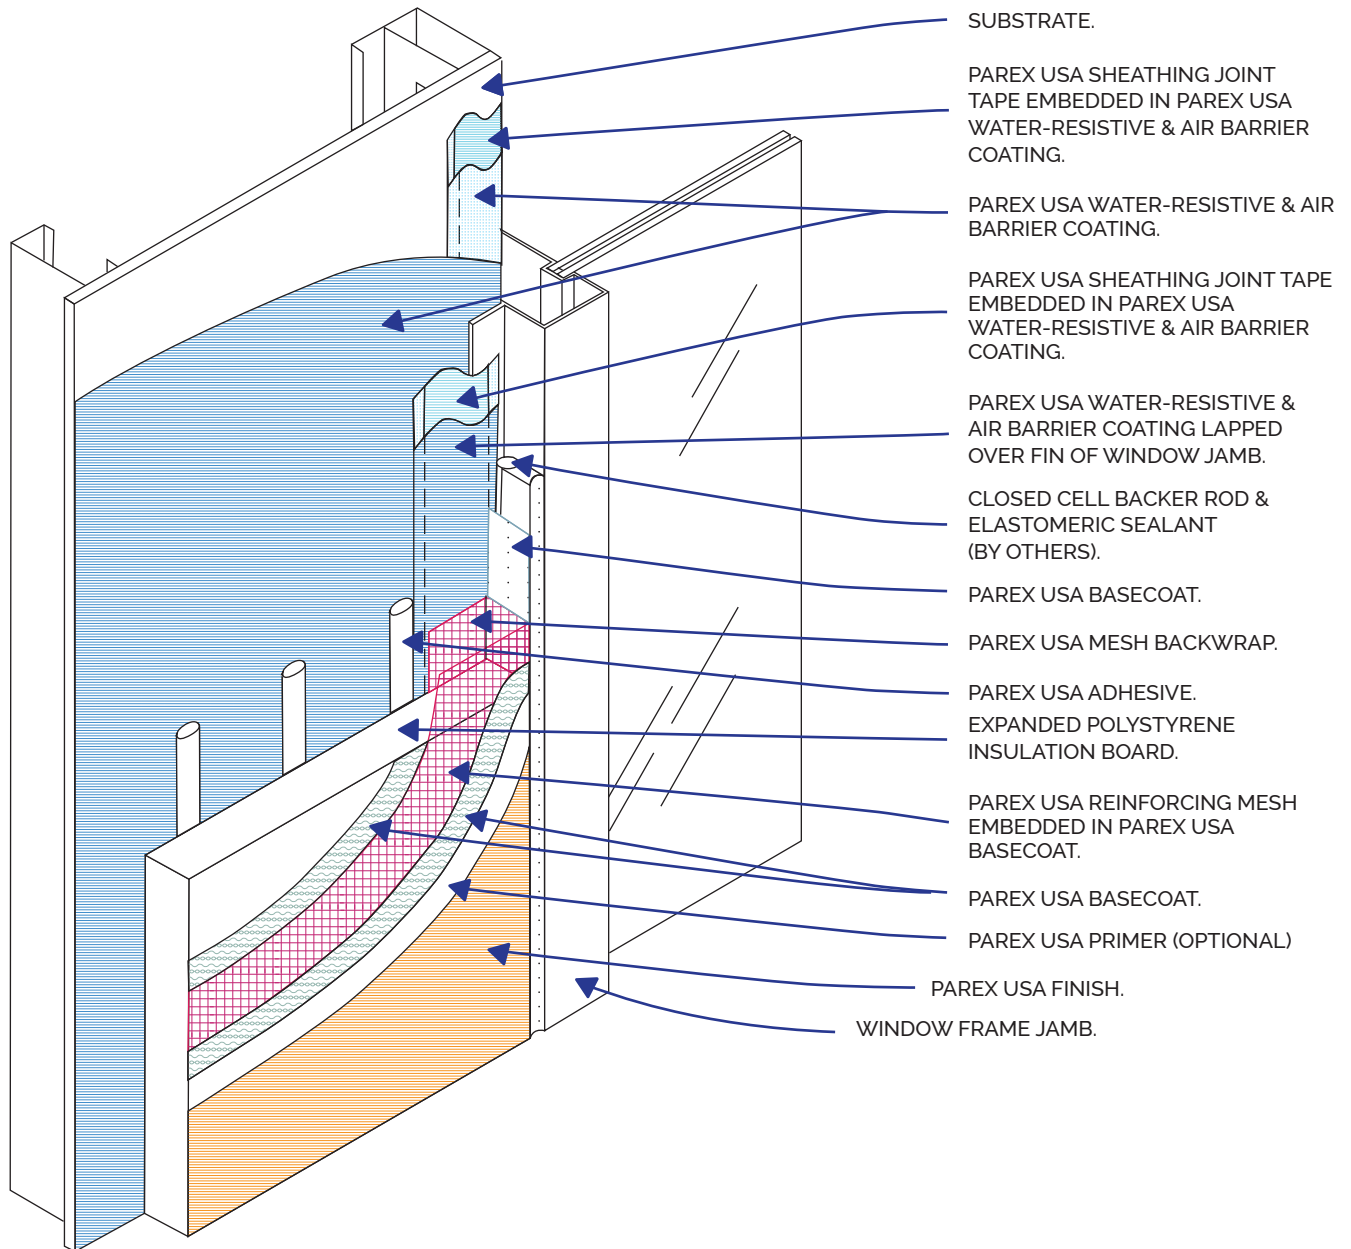 SUBSTRATE.
PAREX USA SHEATHING JOINT
TAPE EMBEDDED IN PAREX USA
WATER-RESISTIVE & AIR BARRIER
COATING.
PAREX USA WATER-RESISTIVE & AIR
BARRIER COATING.
PAREX USA SHEATHING JOINT TAPE
EMBEDDED IN PAREX USA
WATER-RESISTIVE & AIR BARRIER
COATING.
PAREX USA WATER-RESISTIVE &
AIR BARRIER COATING LAPPED
OVER FIN OF WINDOW JAMB.
CLOSED CELL BACKER ROD &
ELASTOMERIC SEALANT
(BY OTHERS).
PAREX USA BASECOAT.
PAREX USA MESH BACKWRAP.
PAREX USA ADHESIVE.
EXPANDED POLYSTYRENE
INSULATION BOARD.
PAREX USA REINFORCING MESH
EMBEDDED IN PAREX USA
BASECOAT.
PAREX USA BASECOAT.
PAREX USA PRIMER (OPTIONAL)
PAREX USA FINISH.
WINDOW FRAME JAMB.